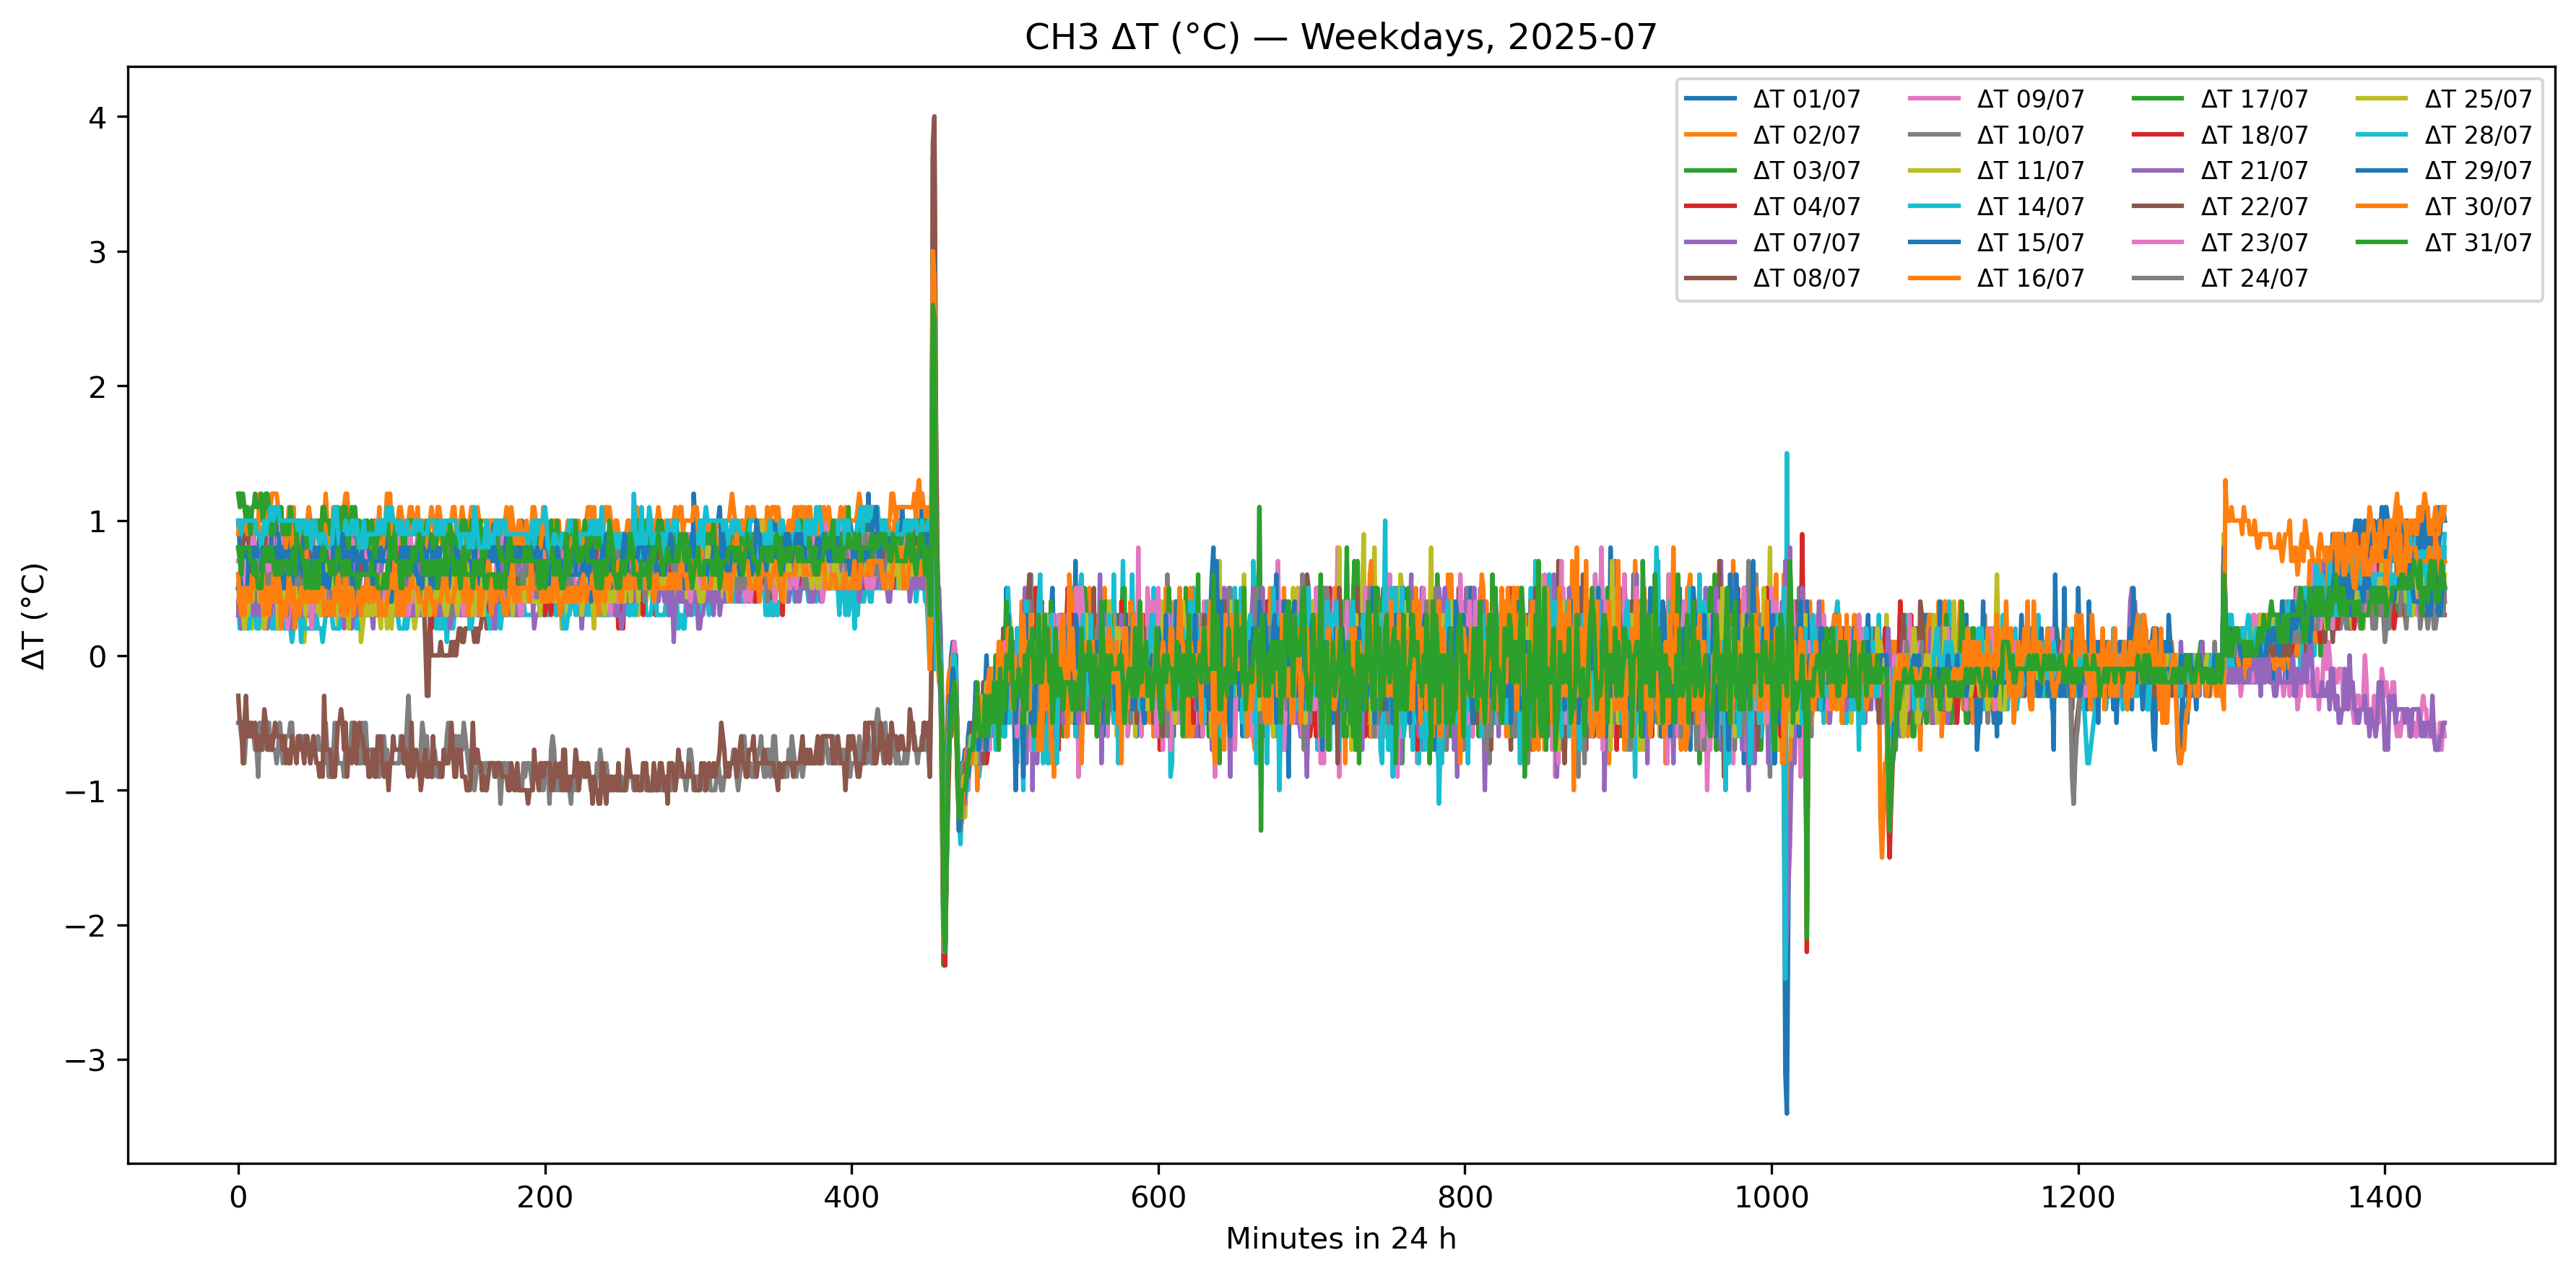 CH3 ΔT (°C) — Weekdays, 2025-07
ΔT (°C)
4
3
2
1
0
−1
−2
−3
0 200 400 600 800 1000 1200 1400
Minutes in 24 h
ΔT 01/07
ΔT 02/07
ΔT 03/07
ΔT 04/07
ΔT 07/07
ΔT 08/07
ΔT 09/07
ΔT 10/07
ΔT 11/07
ΔT 14/07
ΔT 15/07
ΔT 16/07
ΔT 17/07
ΔT 18/07
ΔT 21/07
ΔT 22/07
ΔT 23/07
ΔT 24/07
ΔT 25/07
ΔT 28/07
ΔT 29/07
ΔT 30/07
ΔT 31/07